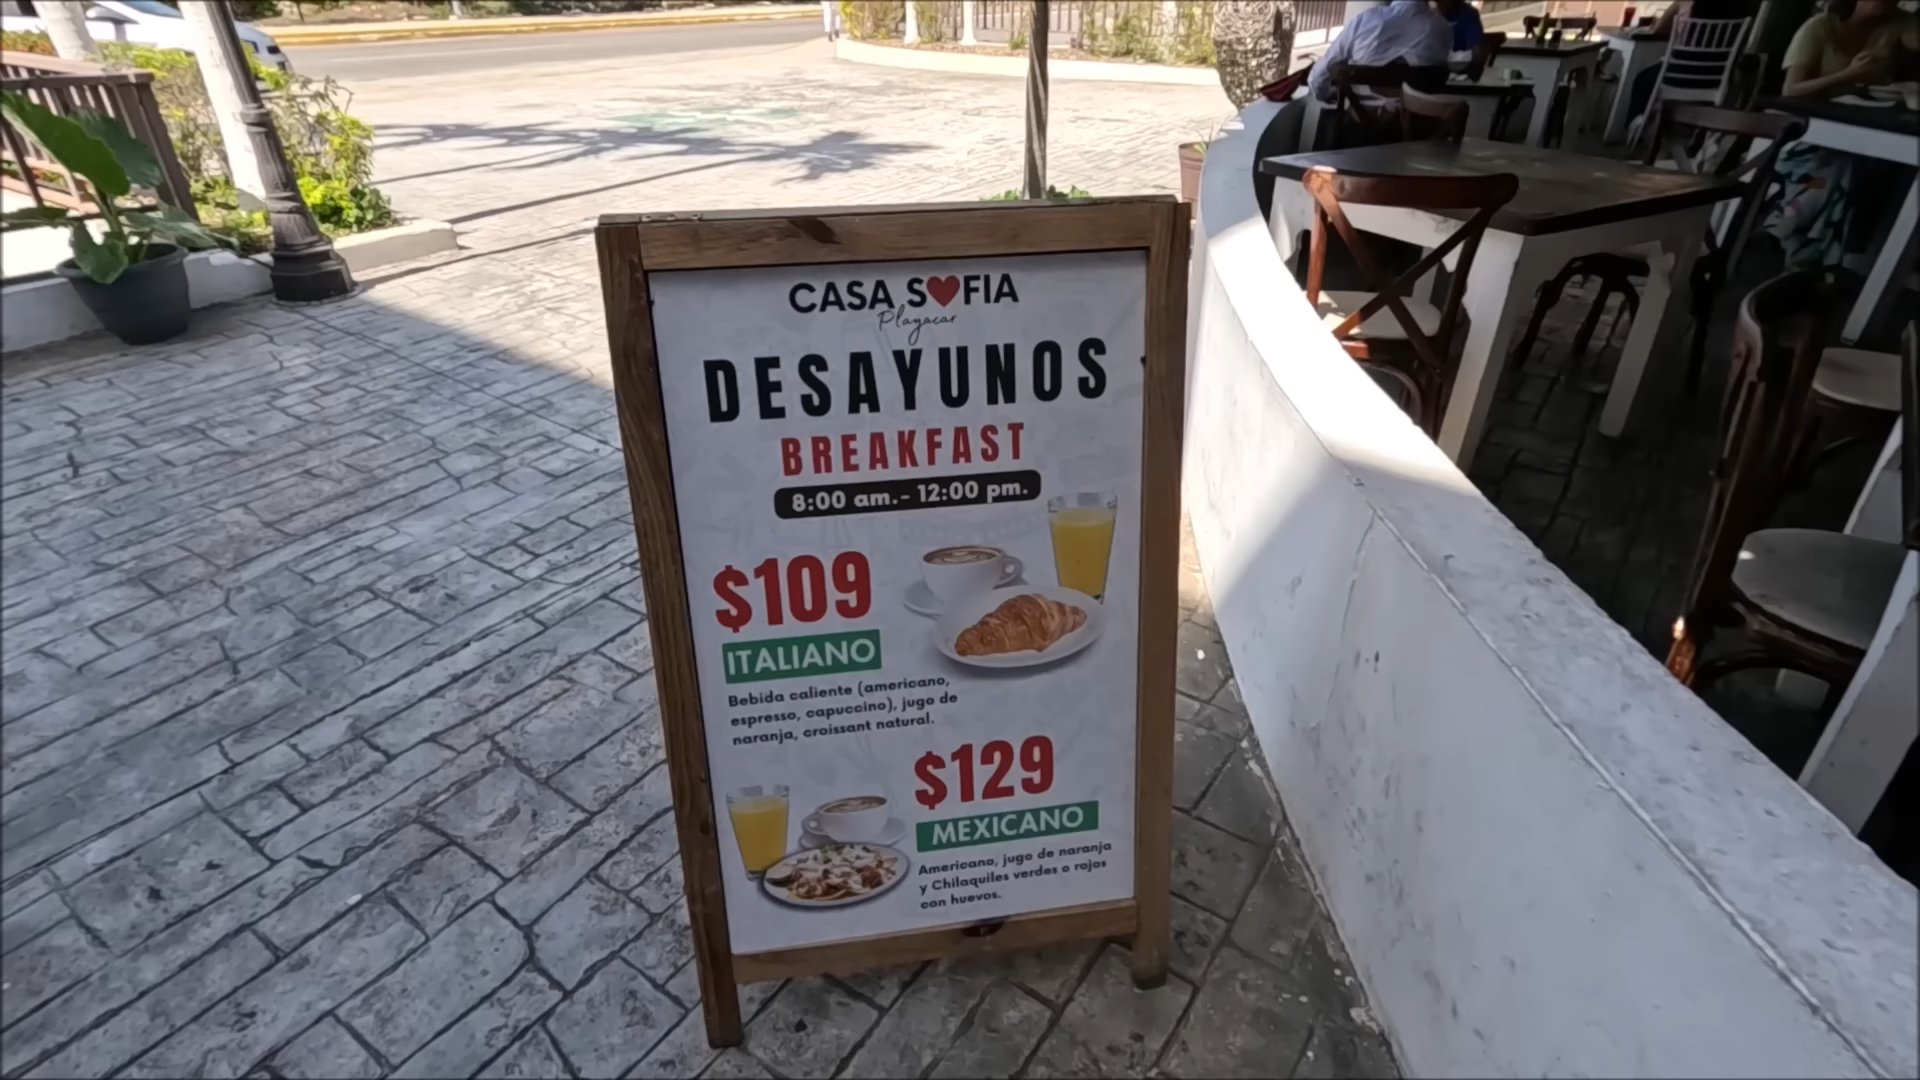 CASA S❤FIA
Playacar
DESAYUNOS
BREAKFAST
8:00 am.- 12:00 pm.
$109
ITALIANO
Bebida caliente (americano,
espresso, capuccino), jugo de
naranja, croissant natural.
$129
MEXICANO
Americano, jugo de naranja
y Chilaquiles verdes o rojos
con huevos.